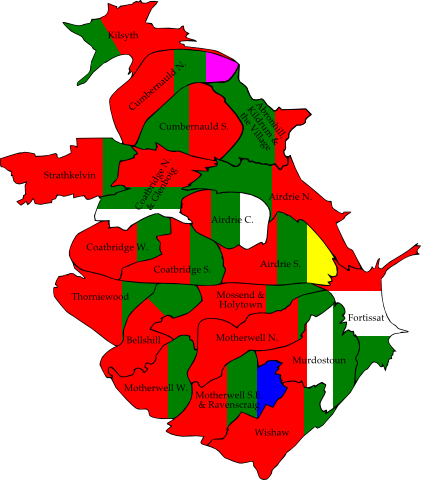 Kilsyth
Cumbernauld N.
Abronhill
Kildrum &
the Village
Cumbernauld S.
Strathkelvin
Coatbridge N.
& Glenboig
Airdrie N.
Airdrie C.
Coatbridge W.
Coatbridge S.
Airdrie S.
Thorniewood
Mossend &
Holytown
Fortissat
Bellshill
Motherwell N.
Murdostoun
Motherwell W.
Motherwell S.E.
& Ravenscraig
Wishaw